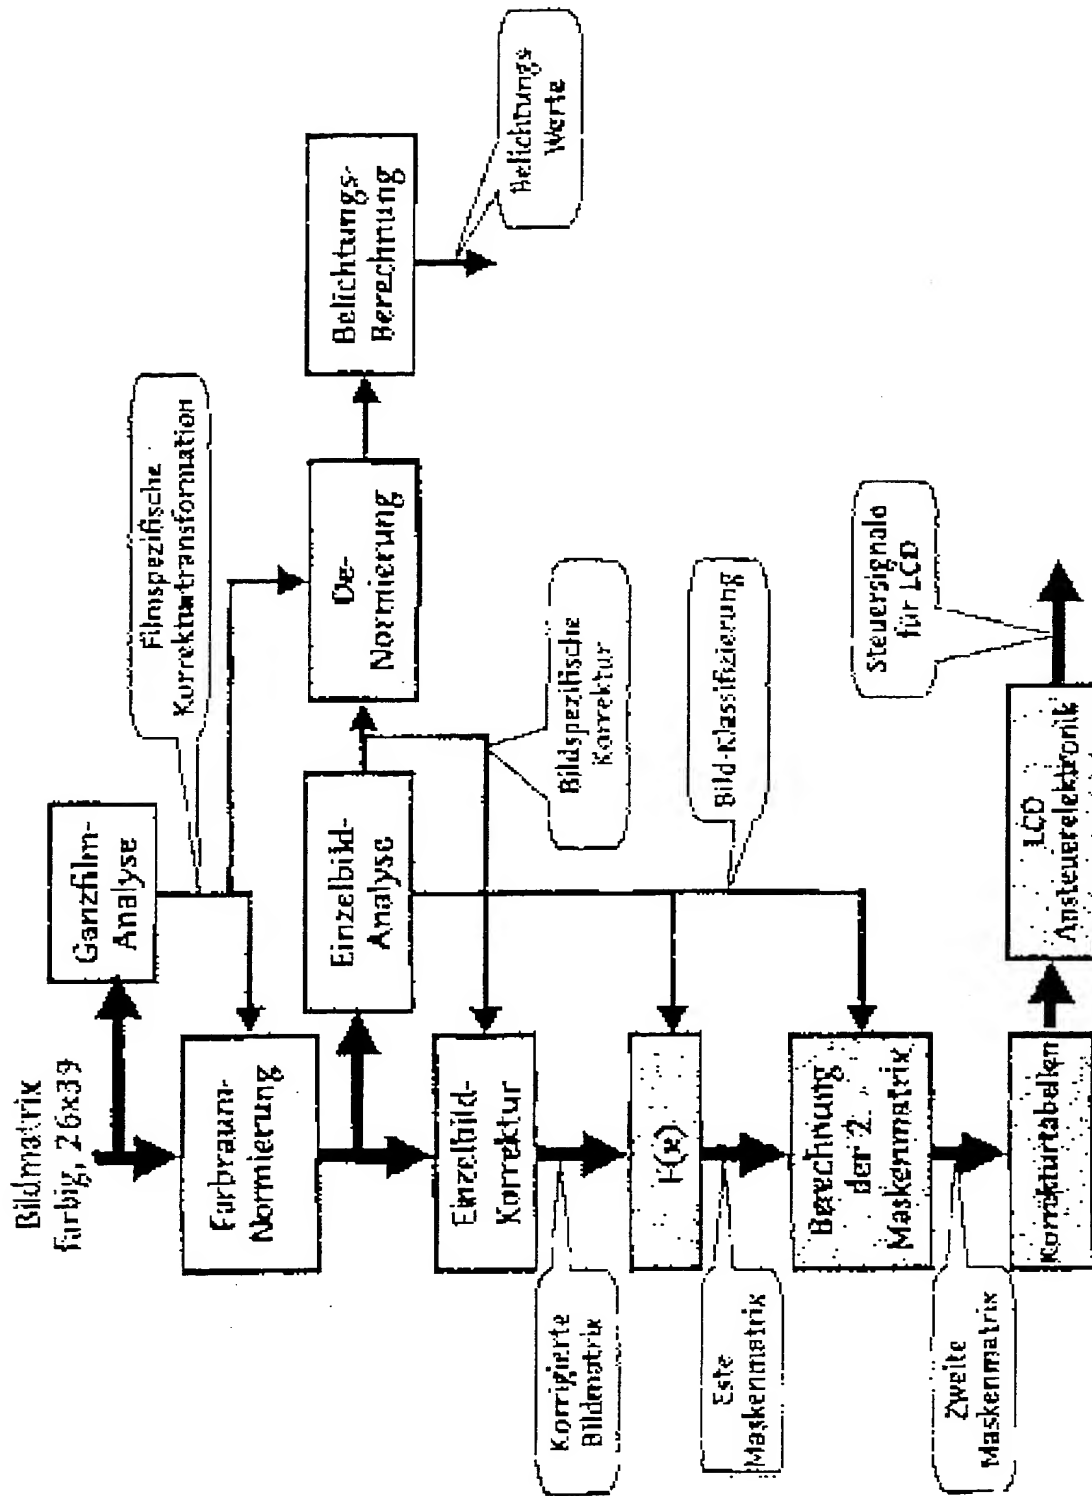 Bildmatrix
farbig, 26x39
Ganzfilm-
Analyse
Filmspezifische
Korrekturtransformation
Farbraum-
Normierung
Einzelbild-
Analyse
De-
Normierung
Belichtungs-
Berechnung
Belichtungs
Werte
Einzelbild-
Korrektur
Bildspezifische
Korrektur
Korrigierte
Bildmatrix
F(x)
Bild-Klassifizierung
Este
Maskenmatrix
Berechnung
der 2.
Maskenmatrix
Zweite
Maskenmatrix
Korrekturtabellen
LCD
Ansteuerelektronik
Steuersignale
für LCD